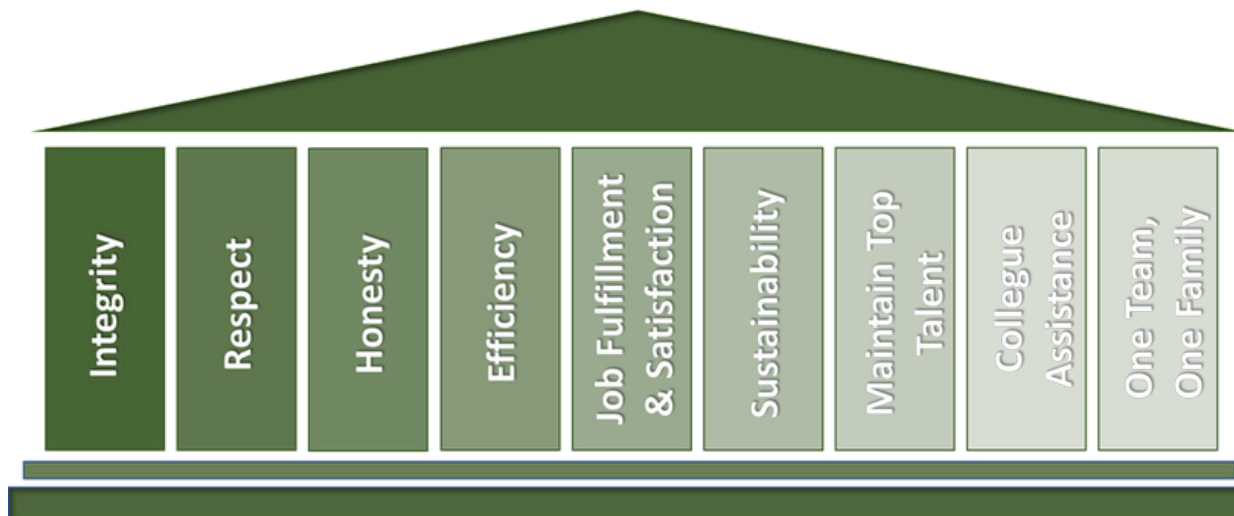 Integrity
Respect
Honesty
Efficiency
Job Fulfillment
& Satisfaction
Sustainability
Maintain Top
Talent
Collegue
Assistance
One Team,
One Family